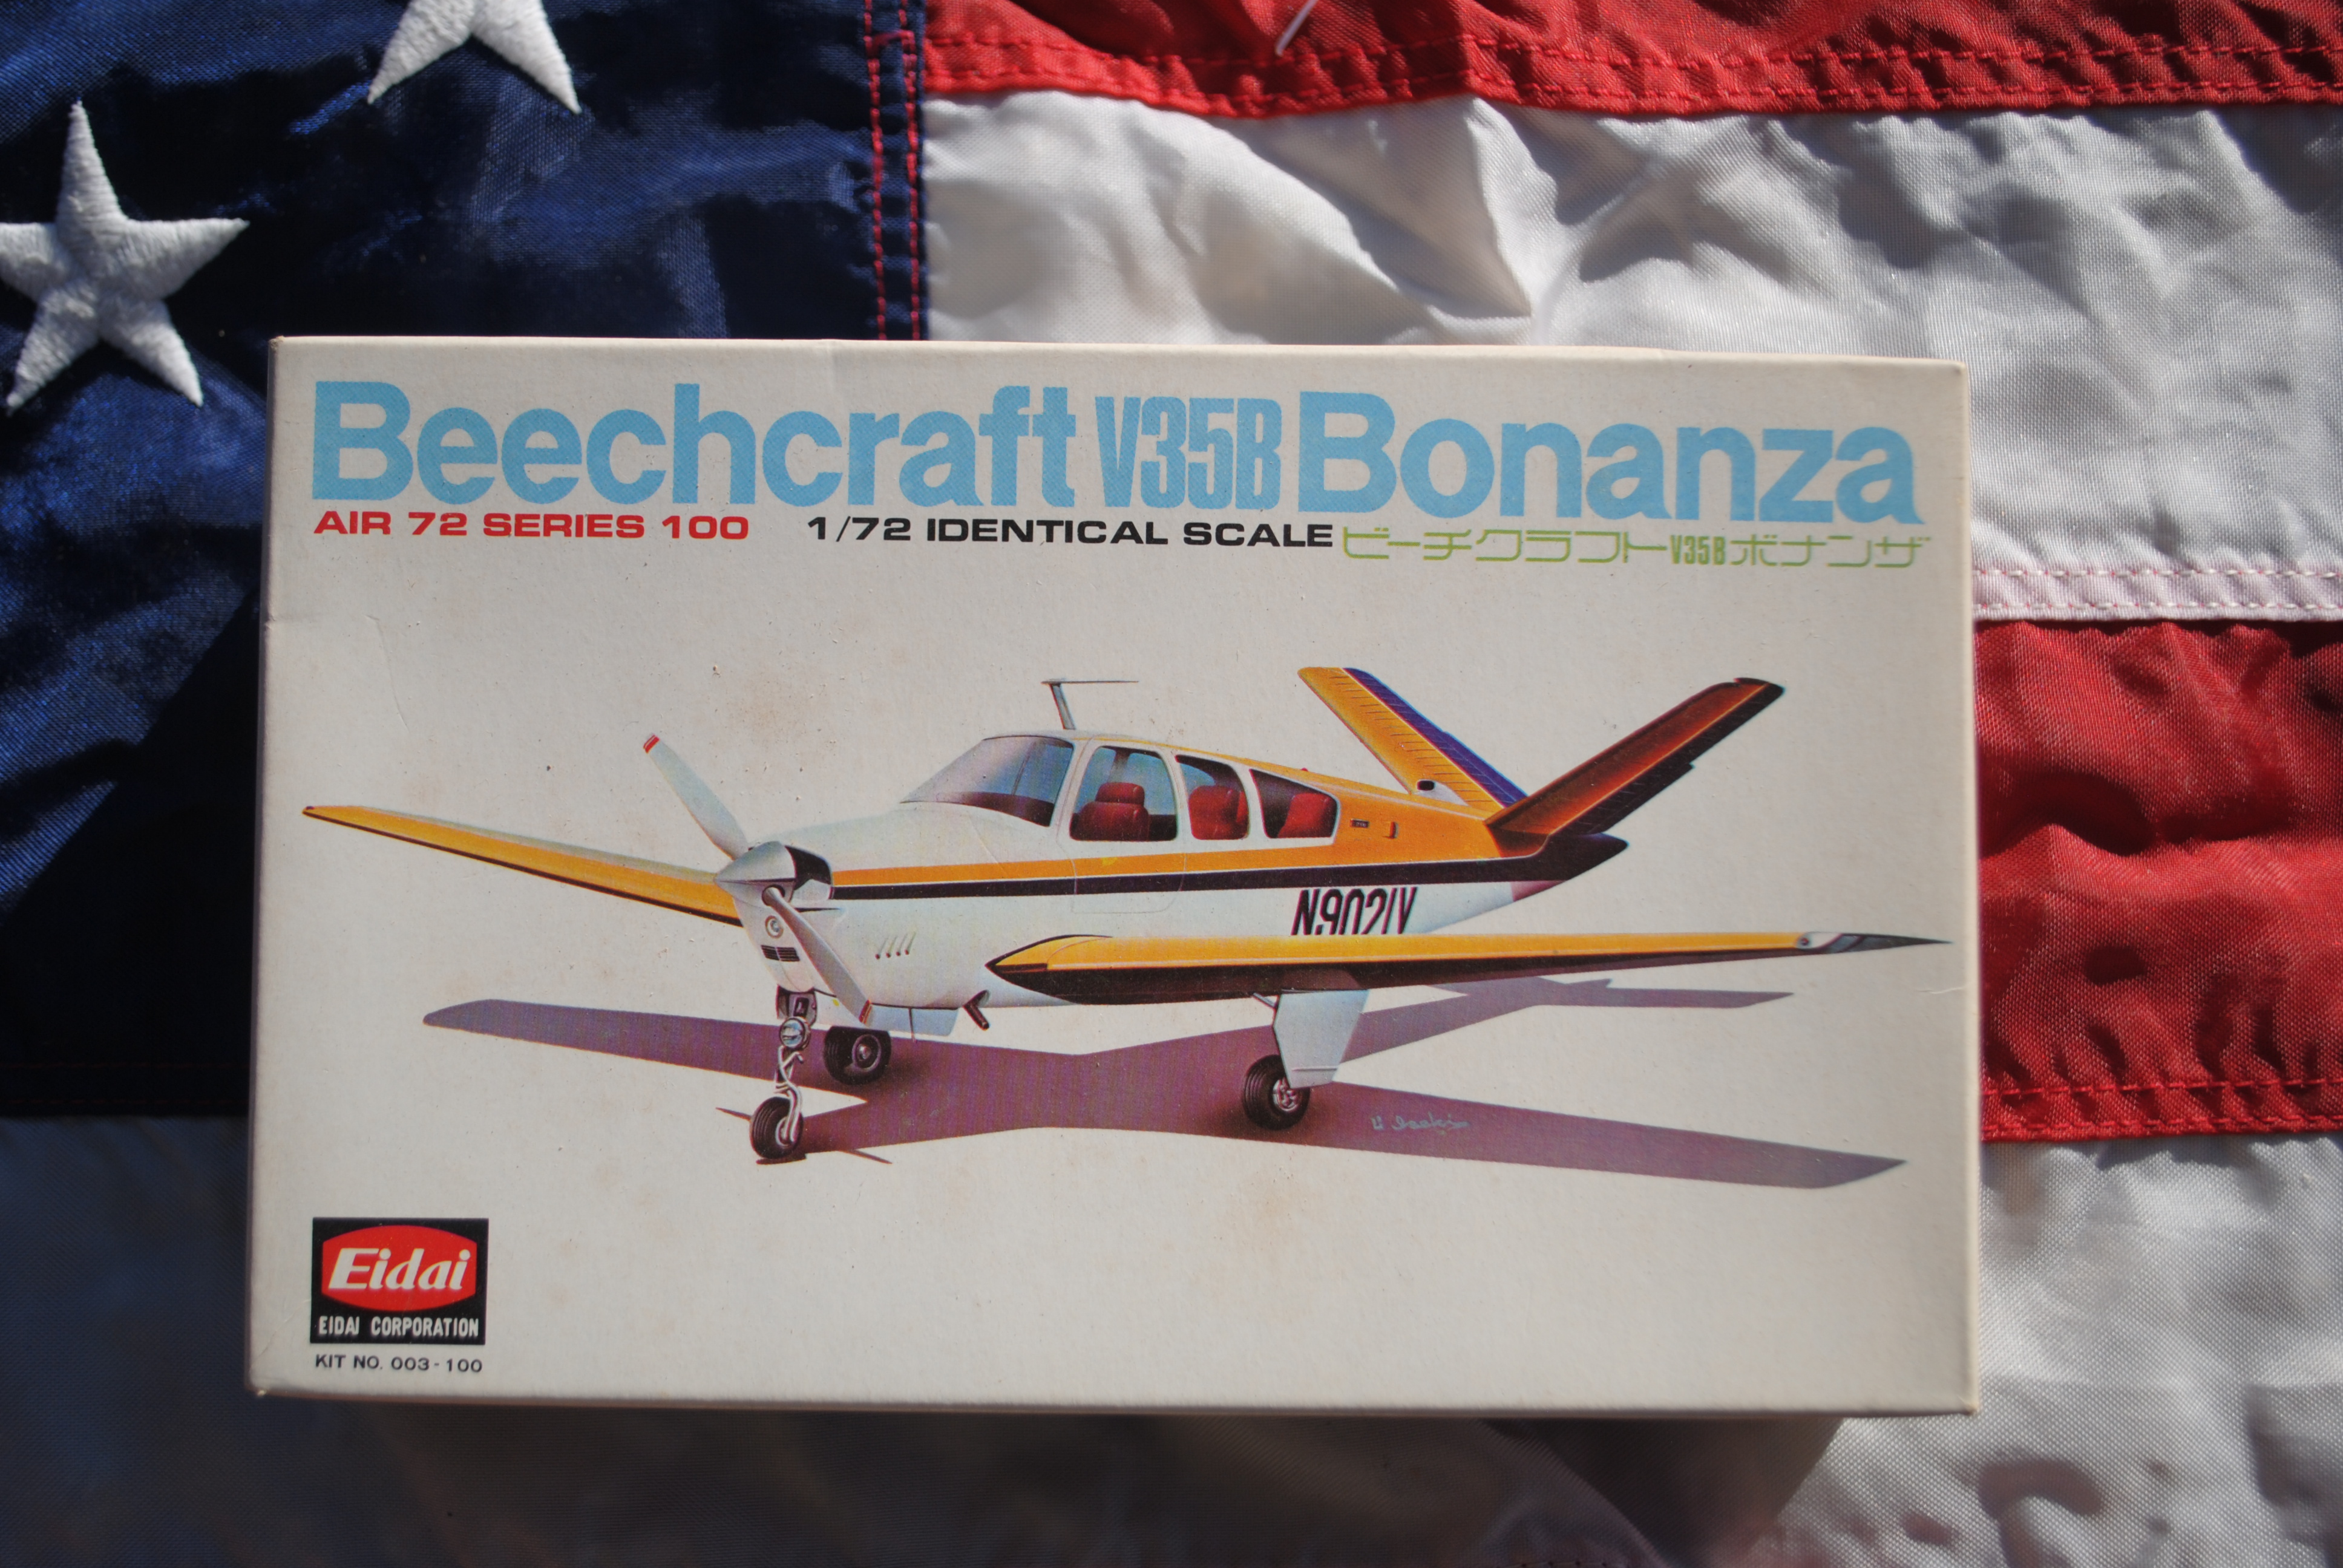 Beechcraft V35B Bonanza
AIR 72 SERIES 100 1/72 IDENTICAL SCALE ビーチクラフトV35Bボナンザ
N9021V
Eidai
EIDAI CORPORATION
KIT NO. 003-100